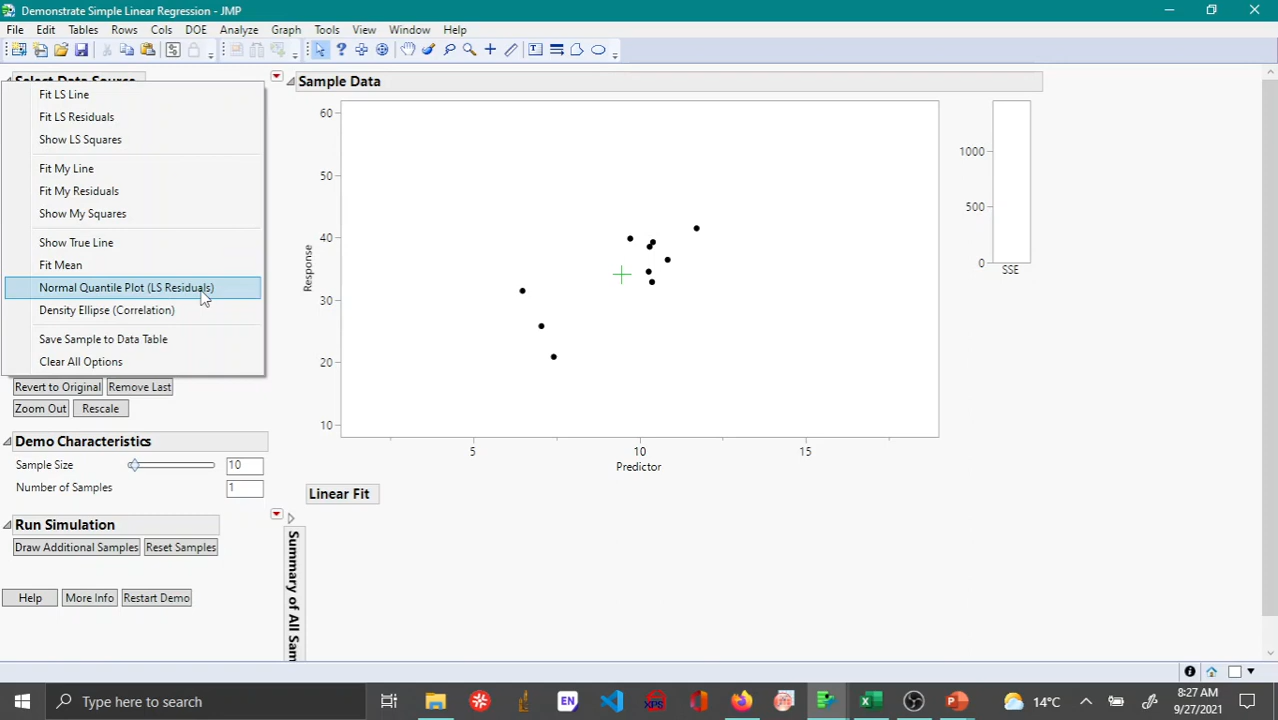 Demonstrate Simple Linear Regression - JMP
File Edit Tables Rows Cols DOE Analyze Graph Tools View Window Help
Select Data Source
Fit LS Line
Fit LS Residuals
Show LS Squares
Fit My Line
Fit My Residuals
Show My Squares
Show True Line
Fit Mean
Normal Quantile Plot (LS Residuals)
Density Ellipse (Correlation)
Save Sample to Data Table
Clear All Options
Revert to Original Remove Last
Zoom Out Rescale
Demo Characteristics
Sample Size 10
Number of Samples 1
Run Simulation
Draw Additional Samples Reset Samples
Help More Info Restart Demo
Sample Data
60
50
40
30
20
10
Response
5 10 15
Predictor
1000
500
0
SSE
Linear Fit
Summary of All Sam
Type here to search
EN
XPS
14°C
8:27 AM
9/27/2021